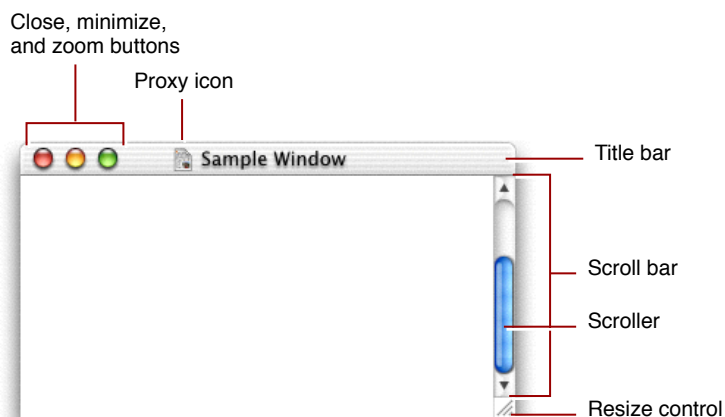 Close, minimize,
and zoom buttons
Proxy icon
Sample Window
Title bar
Scroll bar
Scroller
Resize control